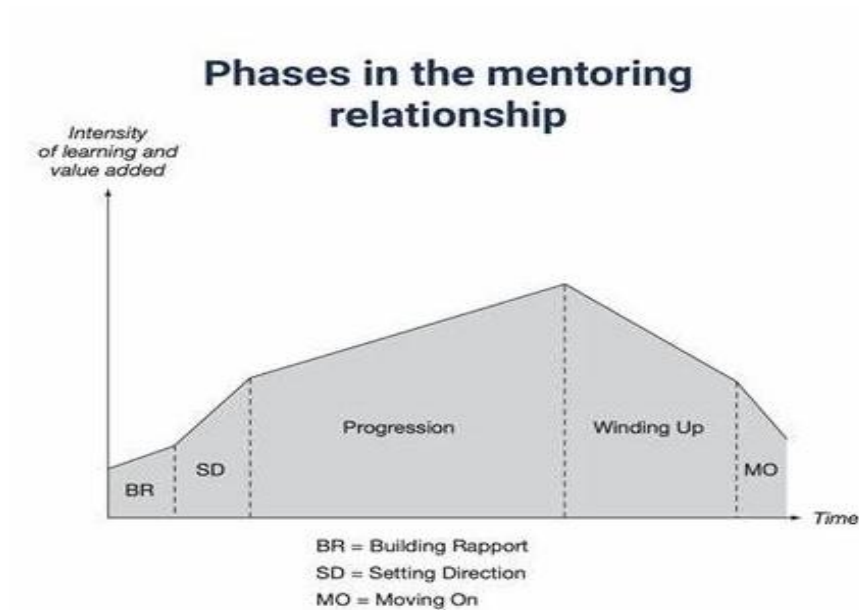 Phases in the mentoring
relationship
Intensity
of learning and
value added
Progression
Winding Up
SD
MO
BR
Time
BR = Building Rapport
SD = Setting Direction
MO = Moving On